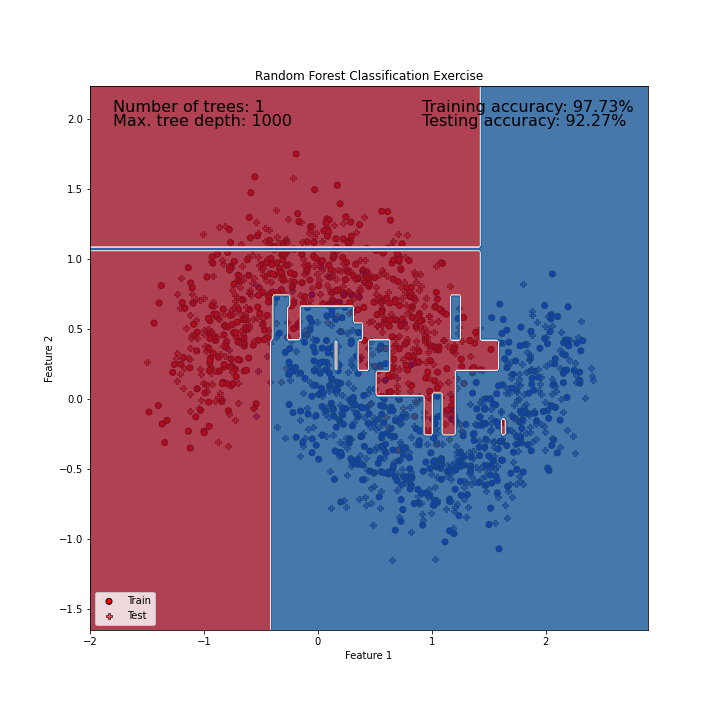 Random Forest Classification Exercise
Number of trees: 1
Max. tree depth: 1000
Training accuracy: 97.73%
Testing accuracy: 92.27%
2.0
1.5
1.0
0.5
0.0
−0.5
−1.0
−1.5
Feature 2
Train
Test
−2
−1
0
1
2
Feature 1